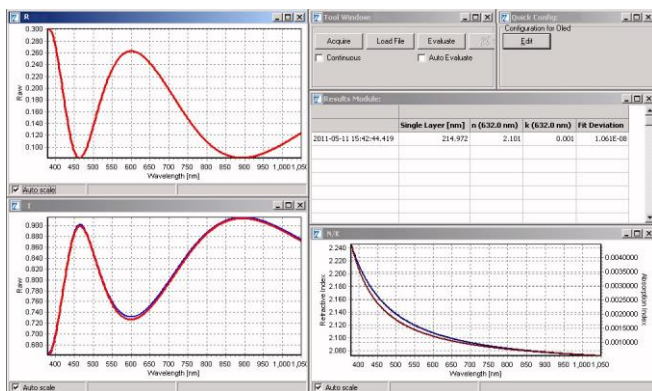 R
0.300
0.280
0.260
0.240
0.220
0.200
0.180
0.160
0.140
0.120
0.100
Raw
400 450 500 550 600 650 700 750 800 850 900 950 1,000 1,050
Wavelength [nm]
Auto scale
T
0.900
0.880
0.860
0.840
0.820
0.800
0.780
0.760
0.740
0.720
0.700
0.680
Raw
400 450 500 550 600 650 700 750 800 850 900 950 1,000 1,050
Wavelength [nm]
Auto scale
Tool Window:
Acquire Load File Evaluate
Continuous Auto Evaluate
Quick Config:
Configuration for Oled
Edit
Results Module:
Single Layer [nm] n (632.0 nm) k (632.0 nm) Fit Deviation
2011-05-11 15:42:44.419 214.972 2.101 0.001 1.061E-08
N/K
2.240
2.220
2.200
2.180
2.160
2.140
2.120
2.100
2.080
Refractive Index
0.0040000
0.0035000
0.0030000
0.0025000
0.0020000
0.0015000
0.0010000
Absorption Index
400 450 500 550 600 650 700 750 800 850 900 950 1,000 1,050
Wavelength [nm]
Auto scale